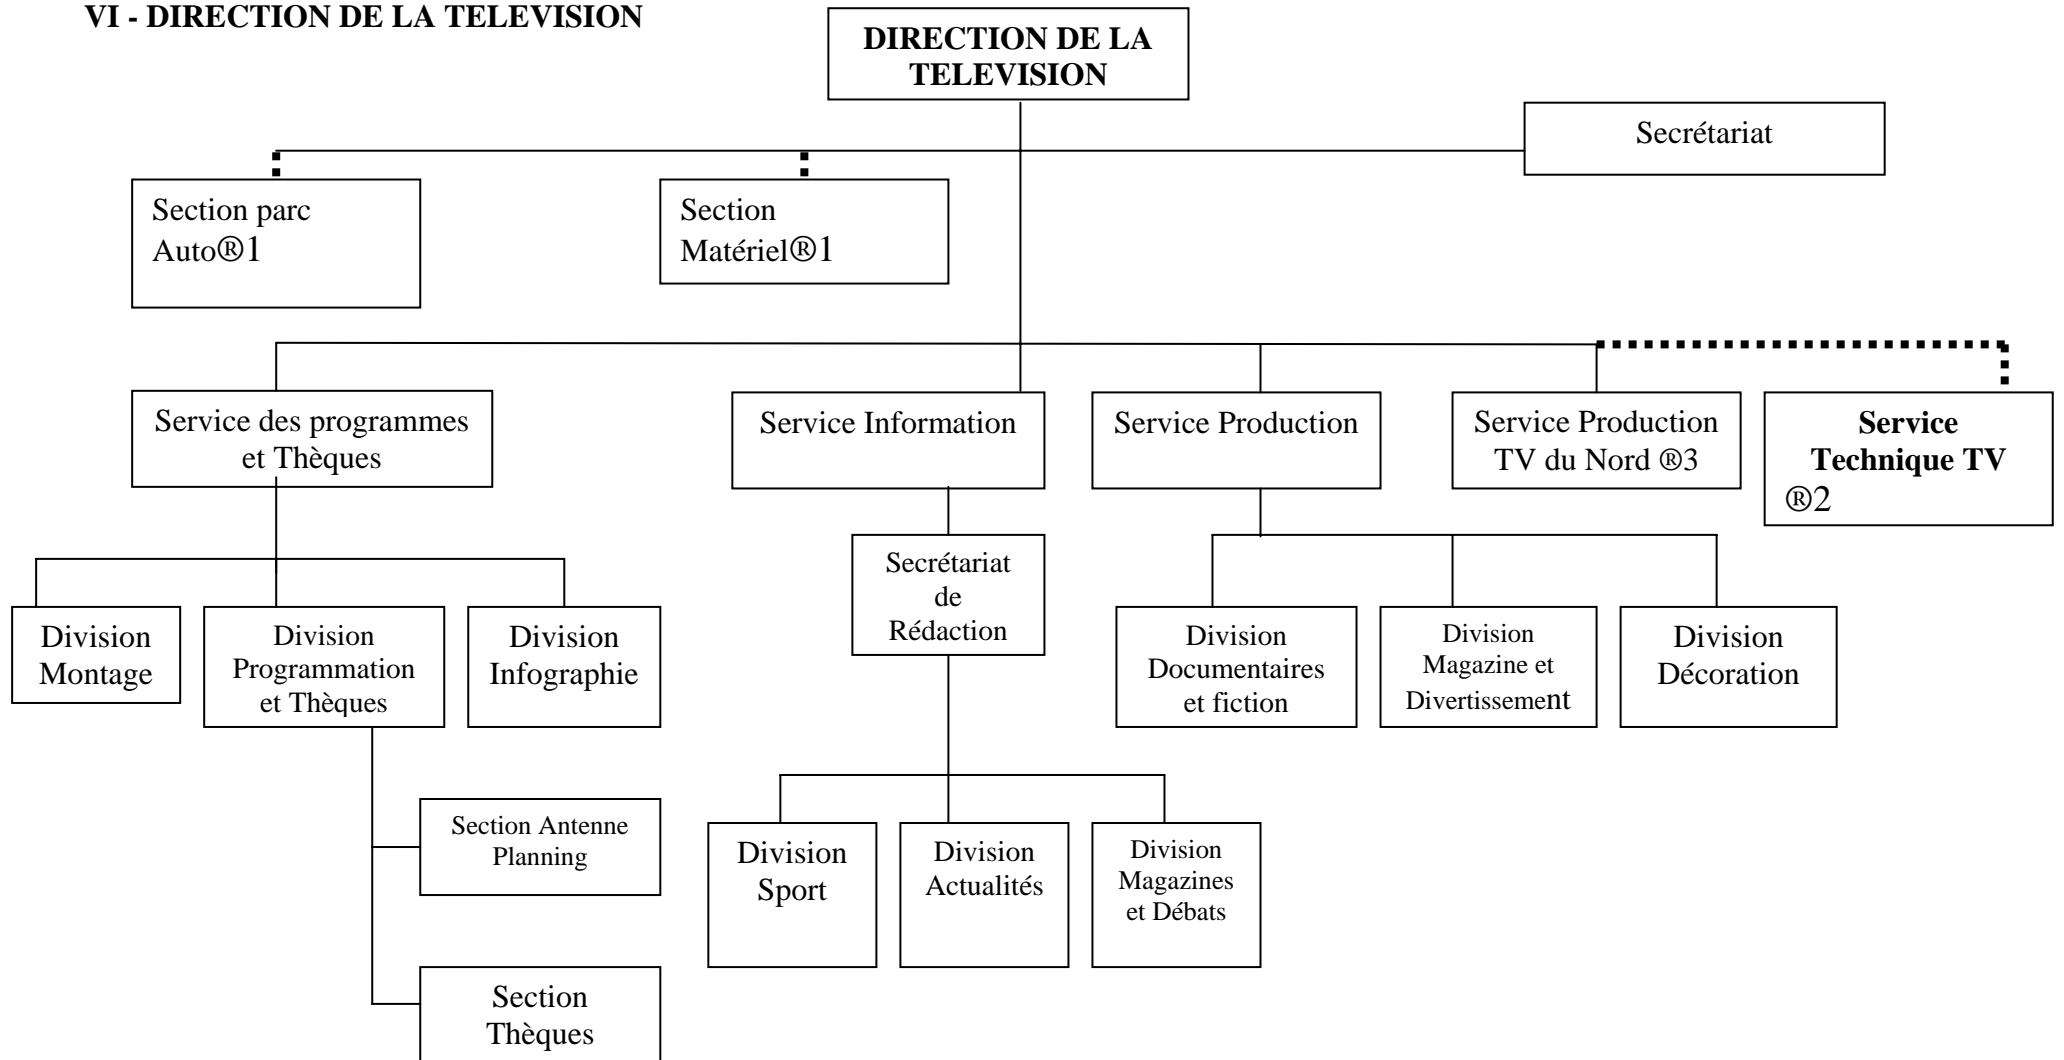 VI - DIRECTION DE LA TELEVISION
DIRECTION DE LA
TELEVISION
Secrétariat
Section parc
Auto®1
Section
Matériel®1
Service des programmes
et Thèques
Service Information
Service Production
Service Production
TV du Nord ®3
Service
Technique TV
®2
Secrétariat
de
Rédaction
Division
Montage
Division
Programmation
et Thèques
Division
Infographie
Division
Documentaires
et fiction
Division
Magazine et
Divertissement
Division
Décoration
Section Antenne
Planning
Division
Sport
Division
Actualités
Division
Magazines
et Débats
Section
Thèques